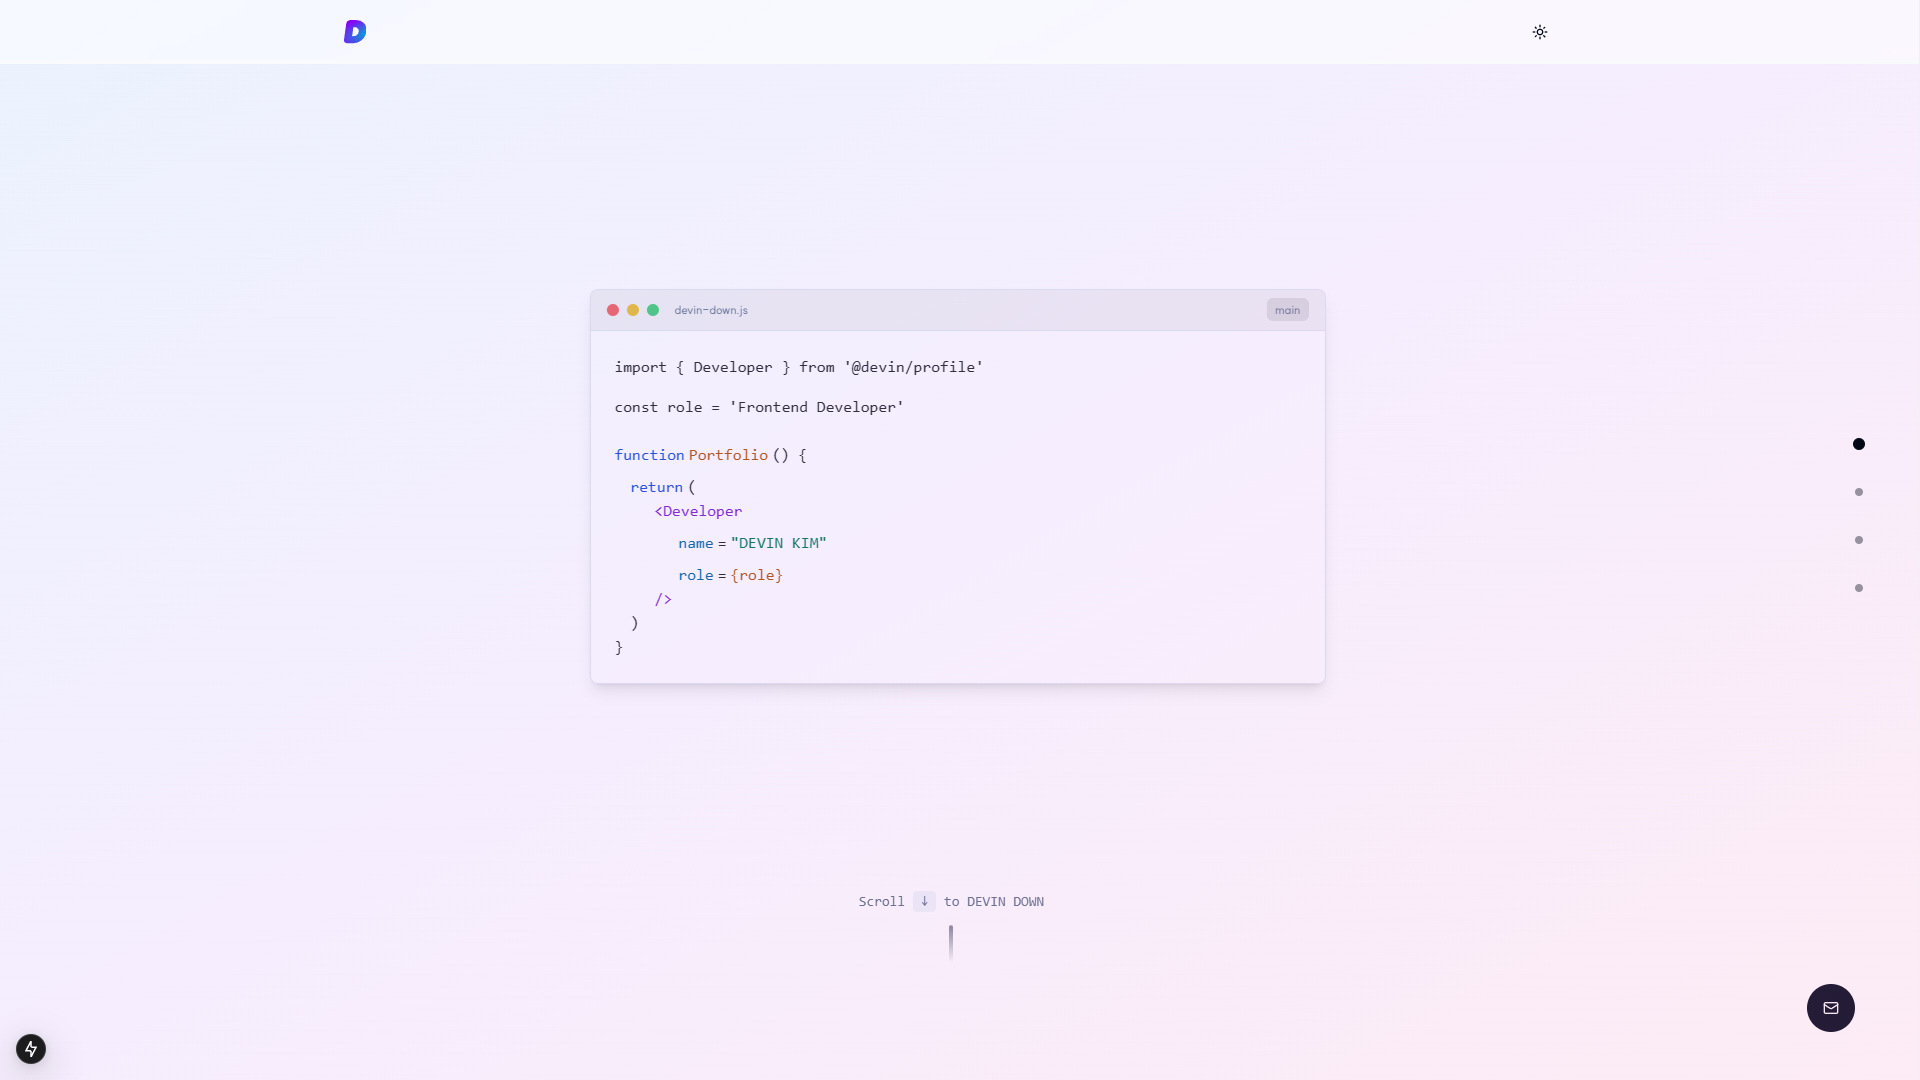 D
devin-down.js
main
import { Developer } from '@devin/profile'
const role = 'Frontend Developer'
function Portfolio () {
return (
<Developer
name = "DEVIN KIM"
role = {role}
/>
)
}
Scroll ↓ to DEVIN DOWN